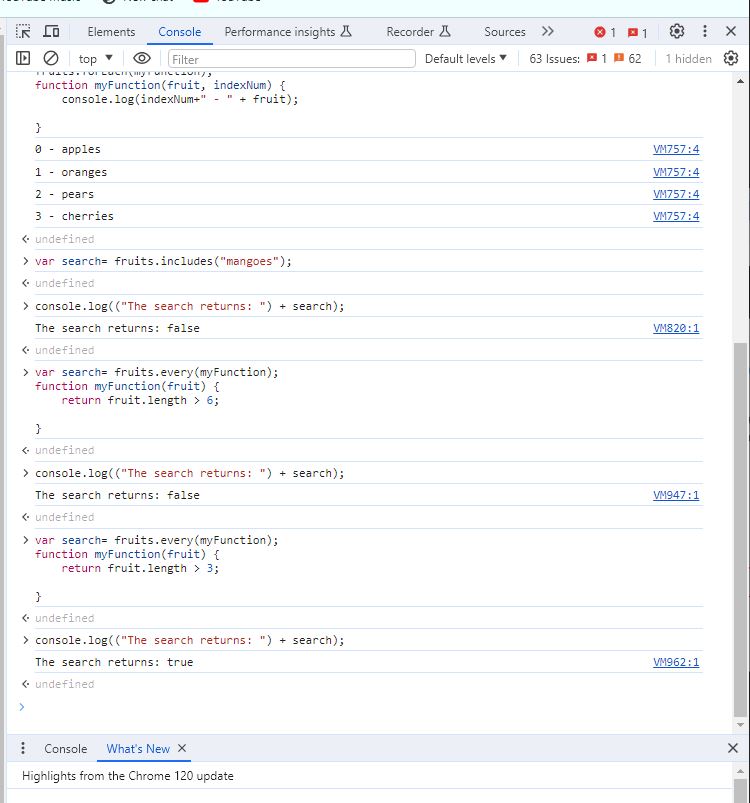 Elements Console Performance insights Recorder Sources 1 1
top Filter Default levels 63 Issues: 1 62 1 hidden
fruits.forEach(myFunction);
function myFunction(fruit, indexNum) {
console.log(indexNum+" - " + fruit);
}
0 - apples VM757:4
1 - oranges VM757:4
2 - pears VM757:4
3 - cherries VM757:4
undefined
var search= fruits.includes("mangoes");
undefined
console.log(("The search returns: ") + search);
The search returns: false VM820:1
undefined
var search= fruits.every(myFunction);
function myFunction(fruit) {
return fruit.length > 6;
}
undefined
console.log(("The search returns: ") + search);
The search returns: false VM947:1
undefined
var search= fruits.every(myFunction);
function myFunction(fruit) {
return fruit.length > 3;
}
undefined
console.log(("The search returns: ") + search);
The search returns: true VM962:1
undefined
Console What's New
Highlights from the Chrome 120 update